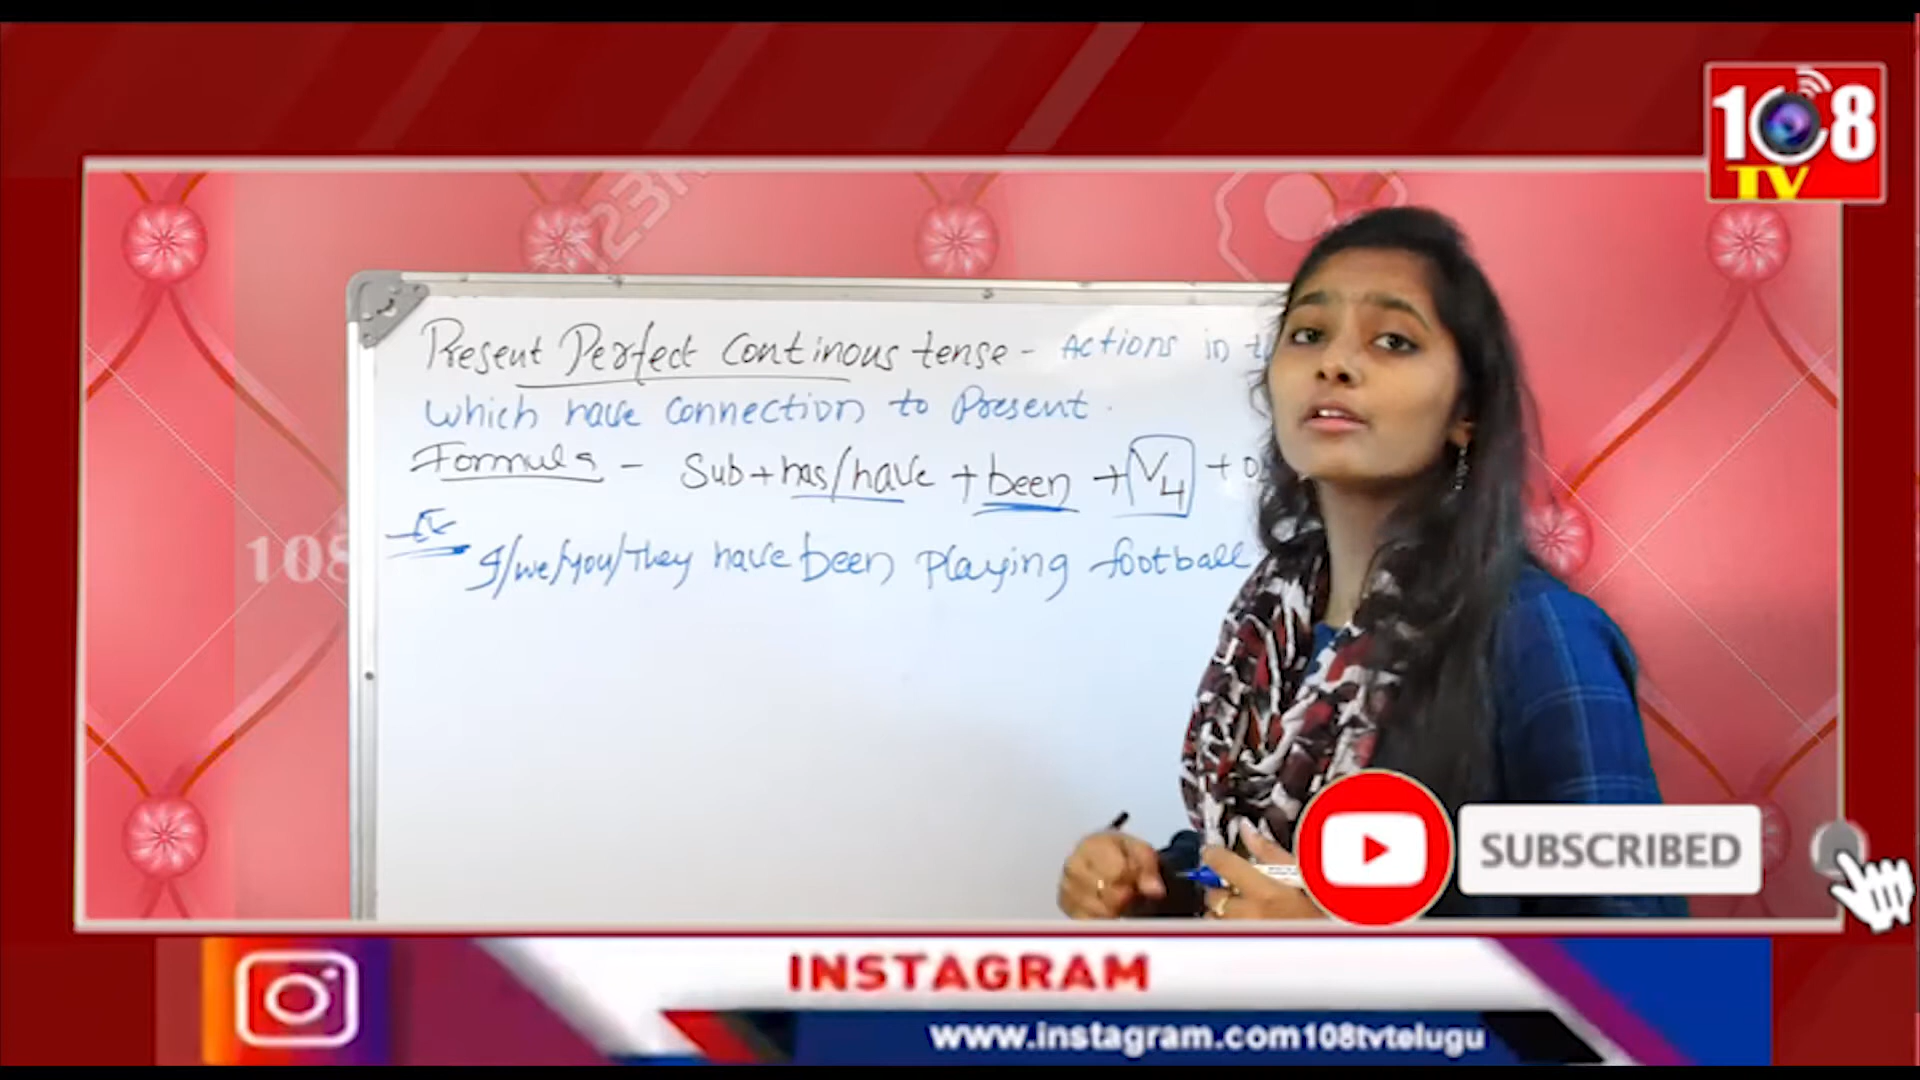 108
TV
Present Perfect Continous tense - Actions in
which have connection to Present.
Formula - Sub + has/have + been + V4 +
Ex
I/we/you/They have been Playing football
108
SUBSCRIBED
INSTAGRAM
www.instagram.com108tvtelugu